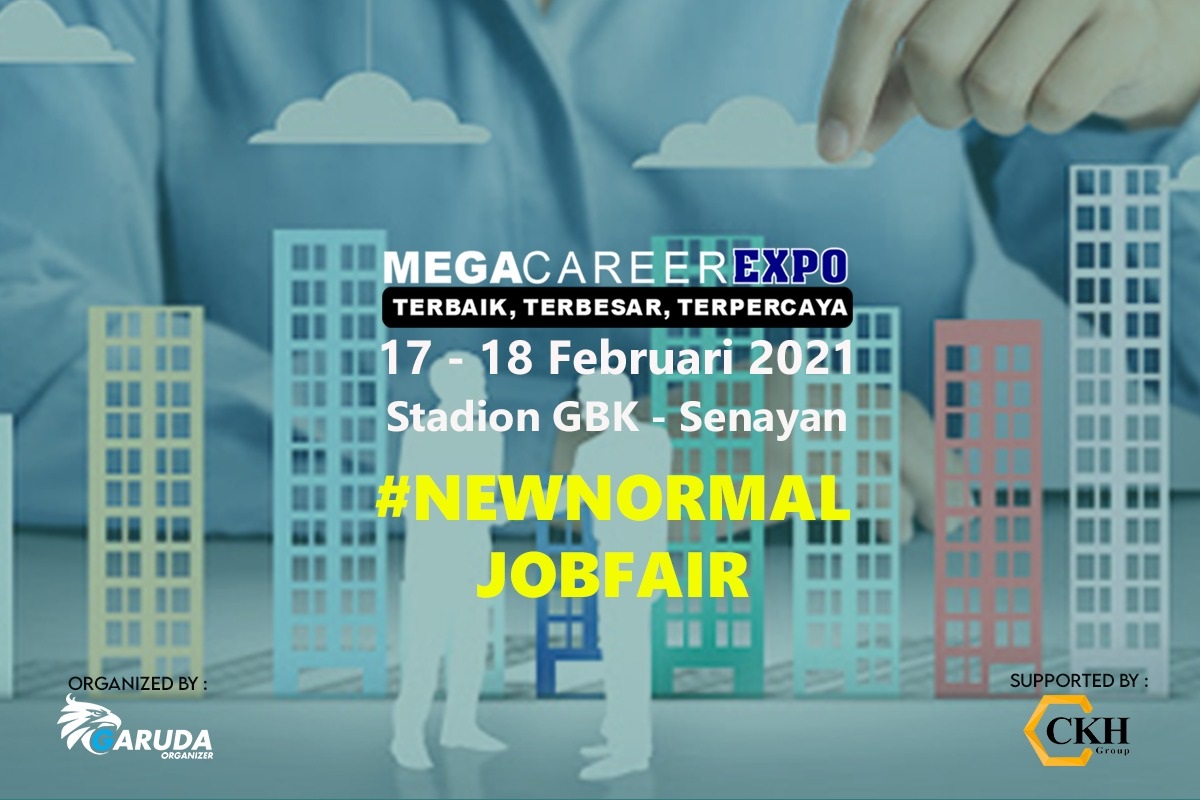 MEGACAREEREXPO
TERBAIK, TERBESAR, TERPERCAYA
17 - 18 Februari 2021
Stadion GBK - Senayan
#NEWNORMAL
JOBFAIR
ORGANIZED BY :
GARUDA
ORGANIZER
SUPPORTED BY :
CKH
Group